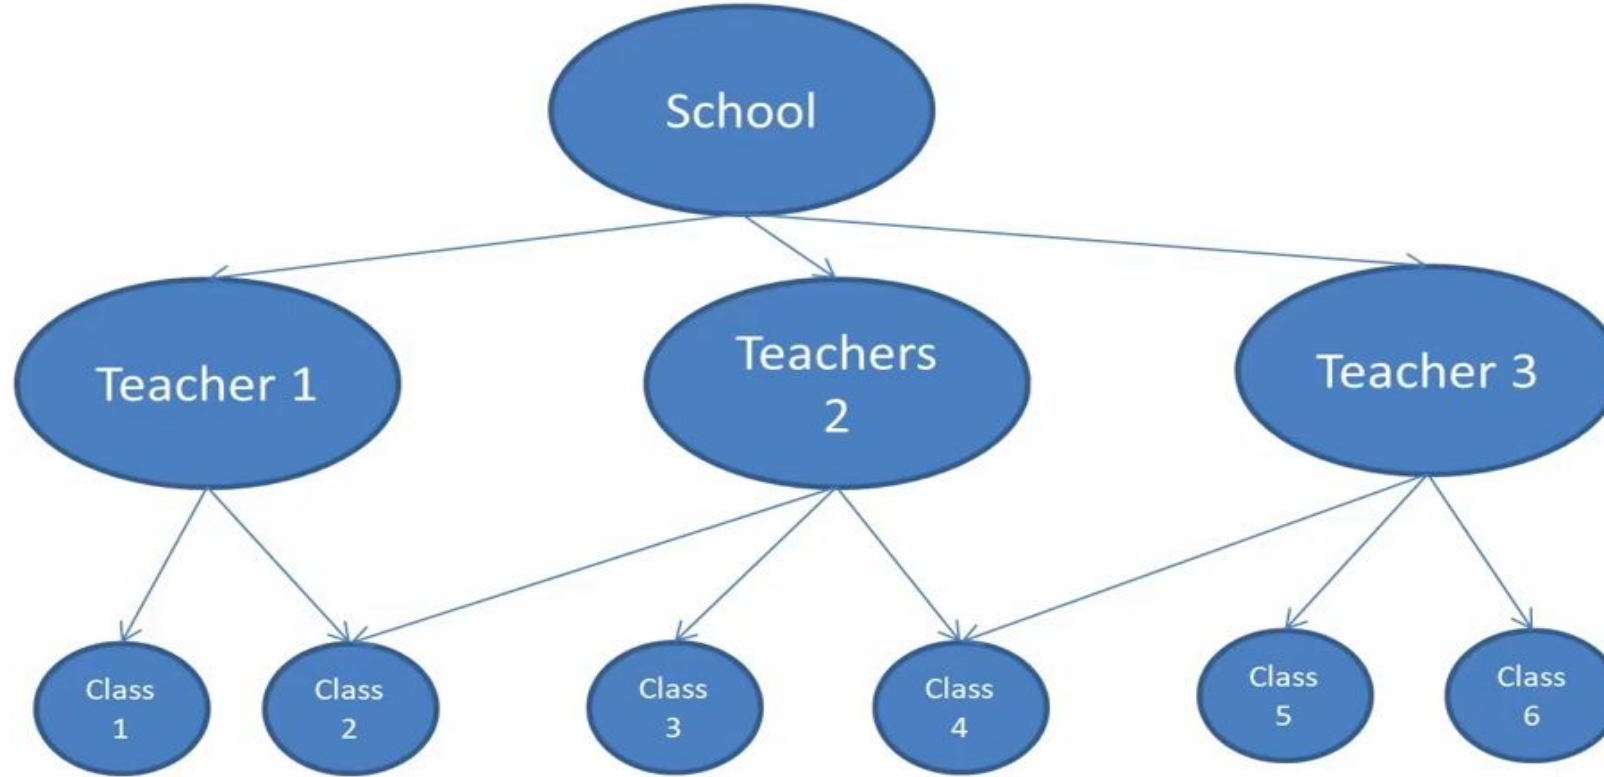 School
Teacher 1
Teachers
2
Teacher 3
Class
1
Class
2
Class
3
Class
4
Class
5
Class
6